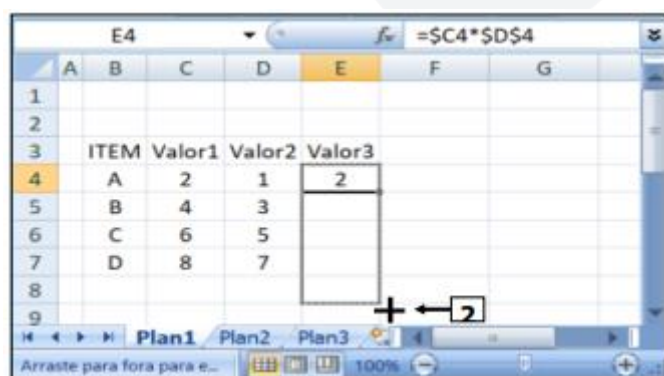 E4 fx =$C4*$D$4
A B C D E F G
1
2
3 ITEM Valor1 Valor2 Valor3
4 A 2 1 2
5 B 4 3
6 C 6 5
7 D 8 7
8
9 2
Plan1 Plan2 Plan3
Arraste para fora para e... 100%